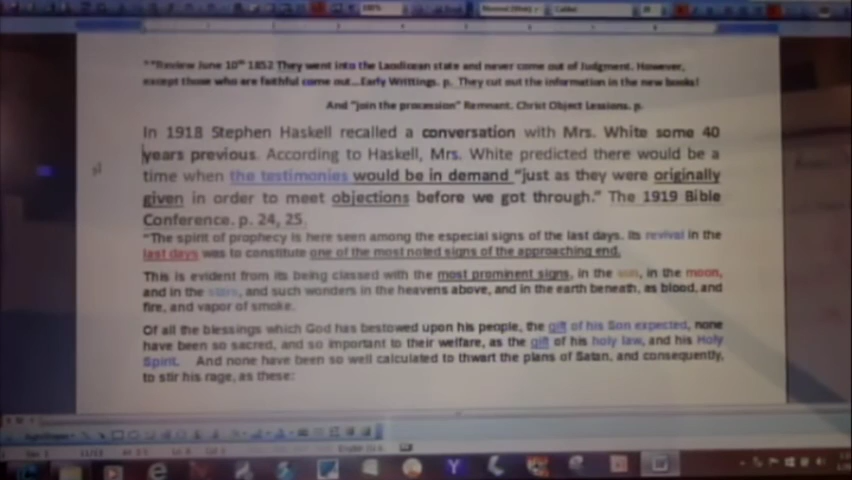 **Review June 10th 1852 They went into the Laodicean state and never come out of Judgment. However,
except those who are faithful come out...Early Writtings. p. They cut out the information in the new books!
And "join the procession" Remnant. Christ Object Lessions. p.
In 1918 Stephen Haskell recalled a conversation with Mrs. White some 40
years previous. According to Haskell, Mrs. White predicted there would be a
time when the testimonies would be in demand "just as they were originally
given in order to meet objections before we got through." The 1919 Bible
Conference. p. 24, 25.
"The spirit of prophecy is here seen among the especial signs of the last days. Its revival in the
last days was to constitute one of the most noted signs of the approaching end.
This is evident from its being classed with the most prominent signs, in the sun, in the moon,
and in the stars, and such wonders in the heavens above, and in the earth beneath, as blood, and
fire, and vapor of smoke.
Of all the blessings which God has bestowed upon his people, the gift of his Son expected, none
have been so sacred, and so important to their welfare, as the gift of his holy law, and his Holy
Spirit. And none have been so well calculated to thwart the plans of Satan, and consequently,
to stir his rage, as these: